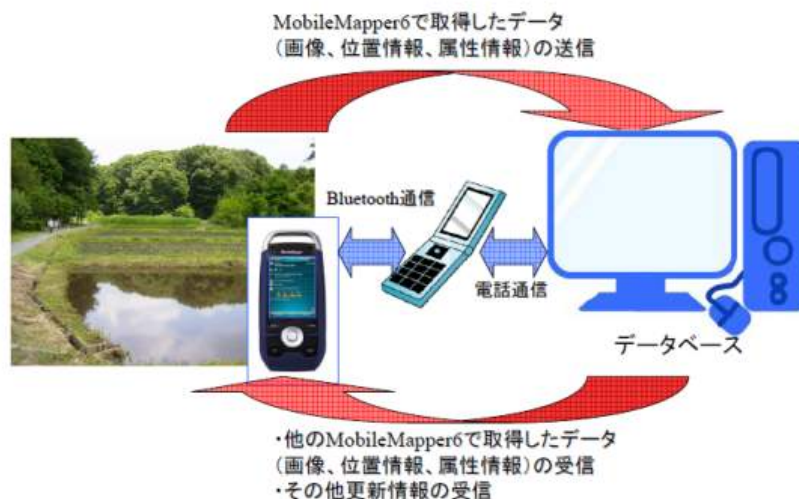 MobileMapper6で取得したデータ
（画像、位置情報、属性情報）の送信
Bluetooth通信
電話通信
データベース
・他のMobileMapper6で取得したデータ
（画像、位置情報、属性情報）の受信
・その他更新情報の受信